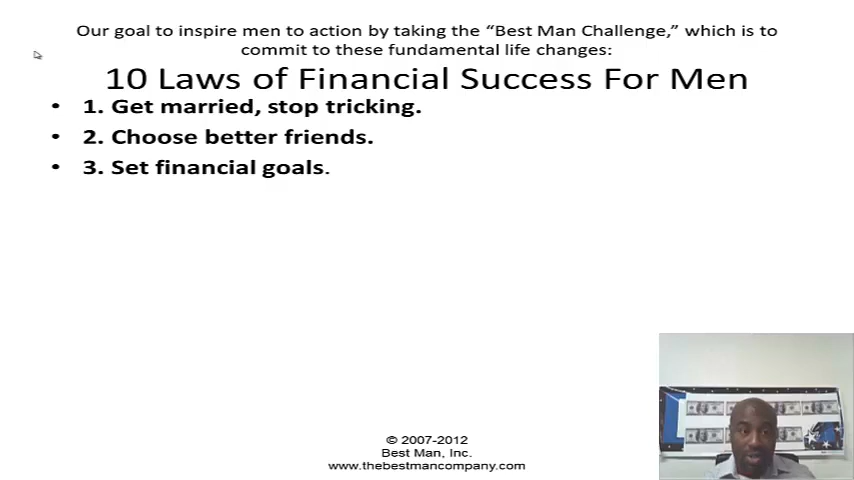 Our goal to inspire men to action by taking the “Best Man Challenge,” which is to
commit to these fundamental life changes:
10 Laws of Financial Success For Men
• 1. Get married, stop tricking.
• 2. Choose better friends.
• 3. Set financial goals.
© 2007-2012
Best Man, Inc.
www.thebestmancompany.com